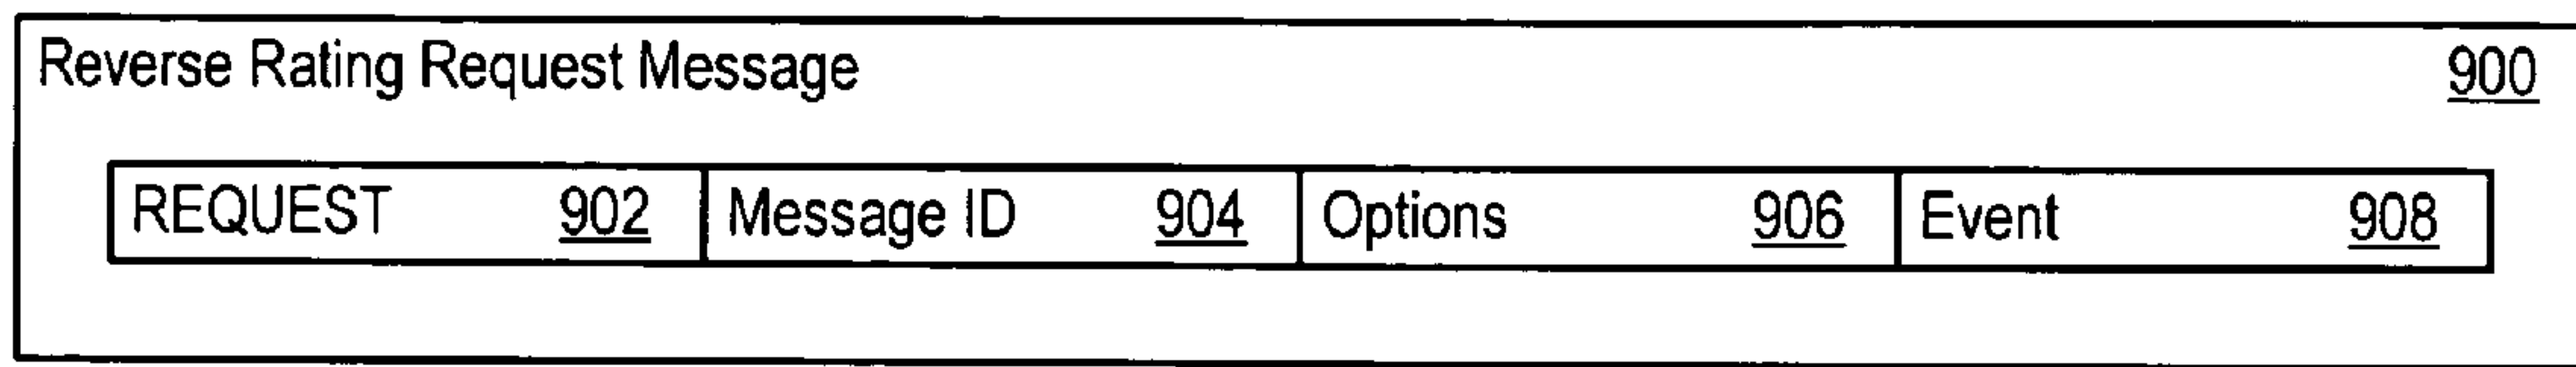 Reverse Rating Request Message 900
REQUEST 902 Message ID 904 Options 906 Event 908